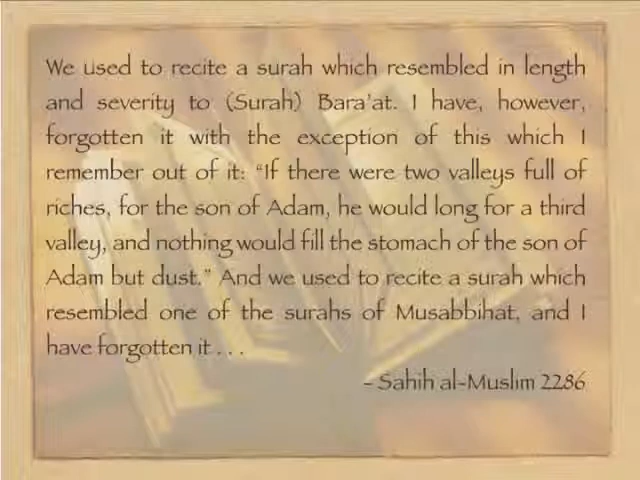 We used to recite a surah which resembled in length
and severity to (Surah) Bara'at. I have, however,
forgotten it with the exception of this which I
remember out of it: "If there were two valleys full of
riches, for the son of Adam, he would long for a third
valley, and nothing would fill the stomach of the son of
Adam but dust." And we used to recite a surah which
resembled one of the surahs of Musabbihat, and I
have forgotten it . . .
- Sahih al-Muslim 2286